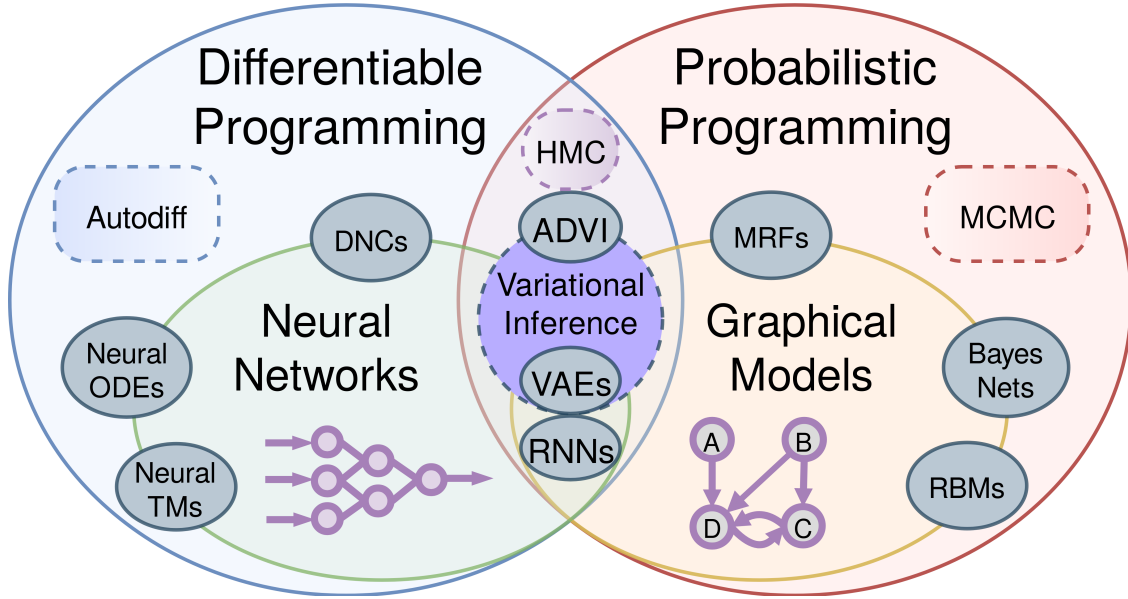 Differentiable
Programming
Probabilistic
Programming
HMC
Autodiff
MCMC
DNCs
ADVI
MRFs
Variational
Inference
Neural
Networks
Graphical
Models
Neural
ODEs
VAEs
Bayes
Nets
RNNs
A
B
Neural
TMs
RBMs
D
C